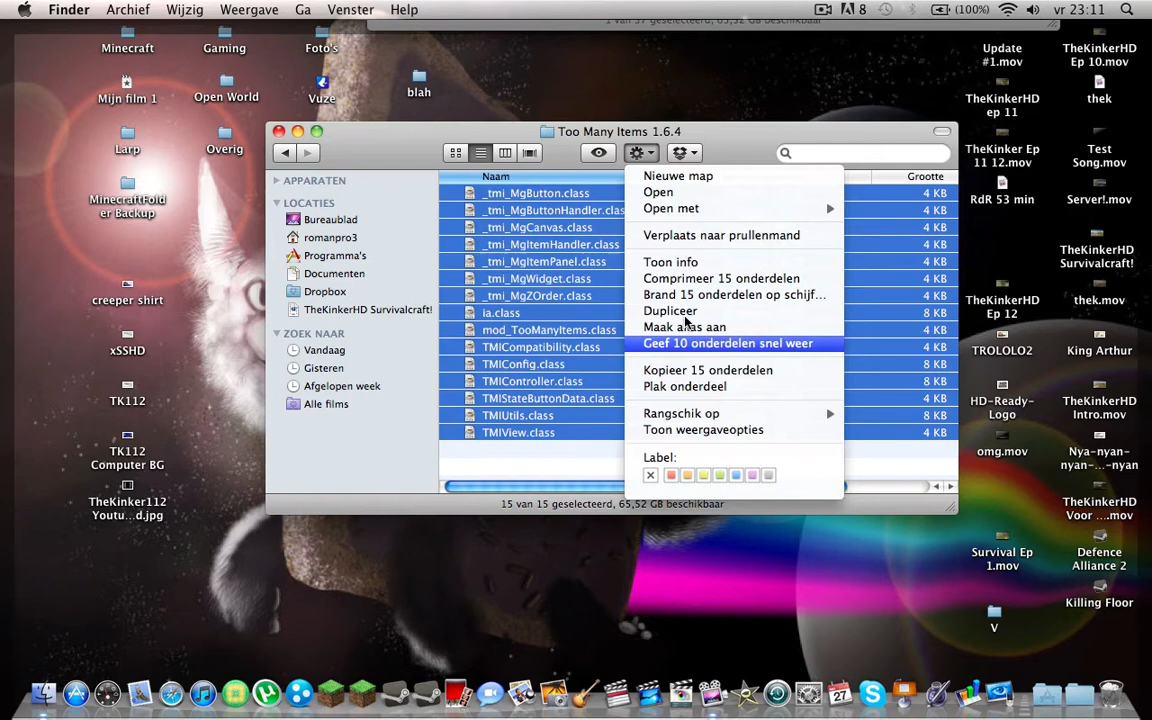 Finder Archief Wijzig Weergave Ga Venster Help 8 (100%) vr 23:11
Minecraft
Gaming
Foto's
Mijn film 1
Open World
Vuze
blah
Larp
Overig
MinecraftFold
er Backup
creeper shirt
xSSHD
TK112
TK112
Computer BG
TheKinker112
Youtu...d.jpg
Too Many Items 1.6.4
APPARATEN
LOCATIES
Bureaublad
romanpro3
Programma's
Documenten
Dropbox
TheKinkerHD Survivalcraft!
ZOEK NAAR
Vandaag
Gisteren
Afgelopen week
Alle films
Naam
Grootte
_tmi_MgButton.class 4 KB
_tmi_MgButtonHandler.clas 4 KB
_tmi_MgCanvas.class 4 KB
_tmi_MgItemHandler.class 4 KB
_tmi_MgItemPanel.class 4 KB
_tmi_MgWidget.class 4 KB
_tmi_MgZOrder.class 4 KB
ia.class 8 KB
mod_TooManyItems.class 4 KB
TMICompatibility.class 4 KB
TMIConfig.class 8 KB
TMIController.class 8 KB
TMIStateButtonData.class 4 KB
TMIUtils.class 8 KB
TMIView.class 4 KB
Nieuwe map
Open
Open met
Verplaats naar prullenmand
Toon info
Comprimeer 15 onderdelen
Brand 15 onderdelen op schijf...
Dupliceer
Maak alias aan
Geef 10 onderdelen snel weer
Kopieer 15 onderdelen
Plak onderdeel
Rangschik op
Toon weergaveopties
Label:
15 van 15 geselecteerd, 65,52 GB beschikbaar
Update
#1.mov
TheKinkerHD
Ep 10.mov
TheKinkerHD
ep 11
thek
TheKinker Ep
11 12.mov
Test
Song.mov
RdR 53 min
Server!.mov
TheKinkerHD
Survivalcraft!
TheKinkerHD
Ep 12
thek.mov
TROLOLO2
King Arthur
HD-Ready-
Logo
TheKinkerHD
Intro.mov
omg.mov
Nya-nyan-
nyan-...-nyan
TheKinkerHD
Voor ....mov
Survival Ep
1.mov
Defence
Alliance 2
Killing Floor
V